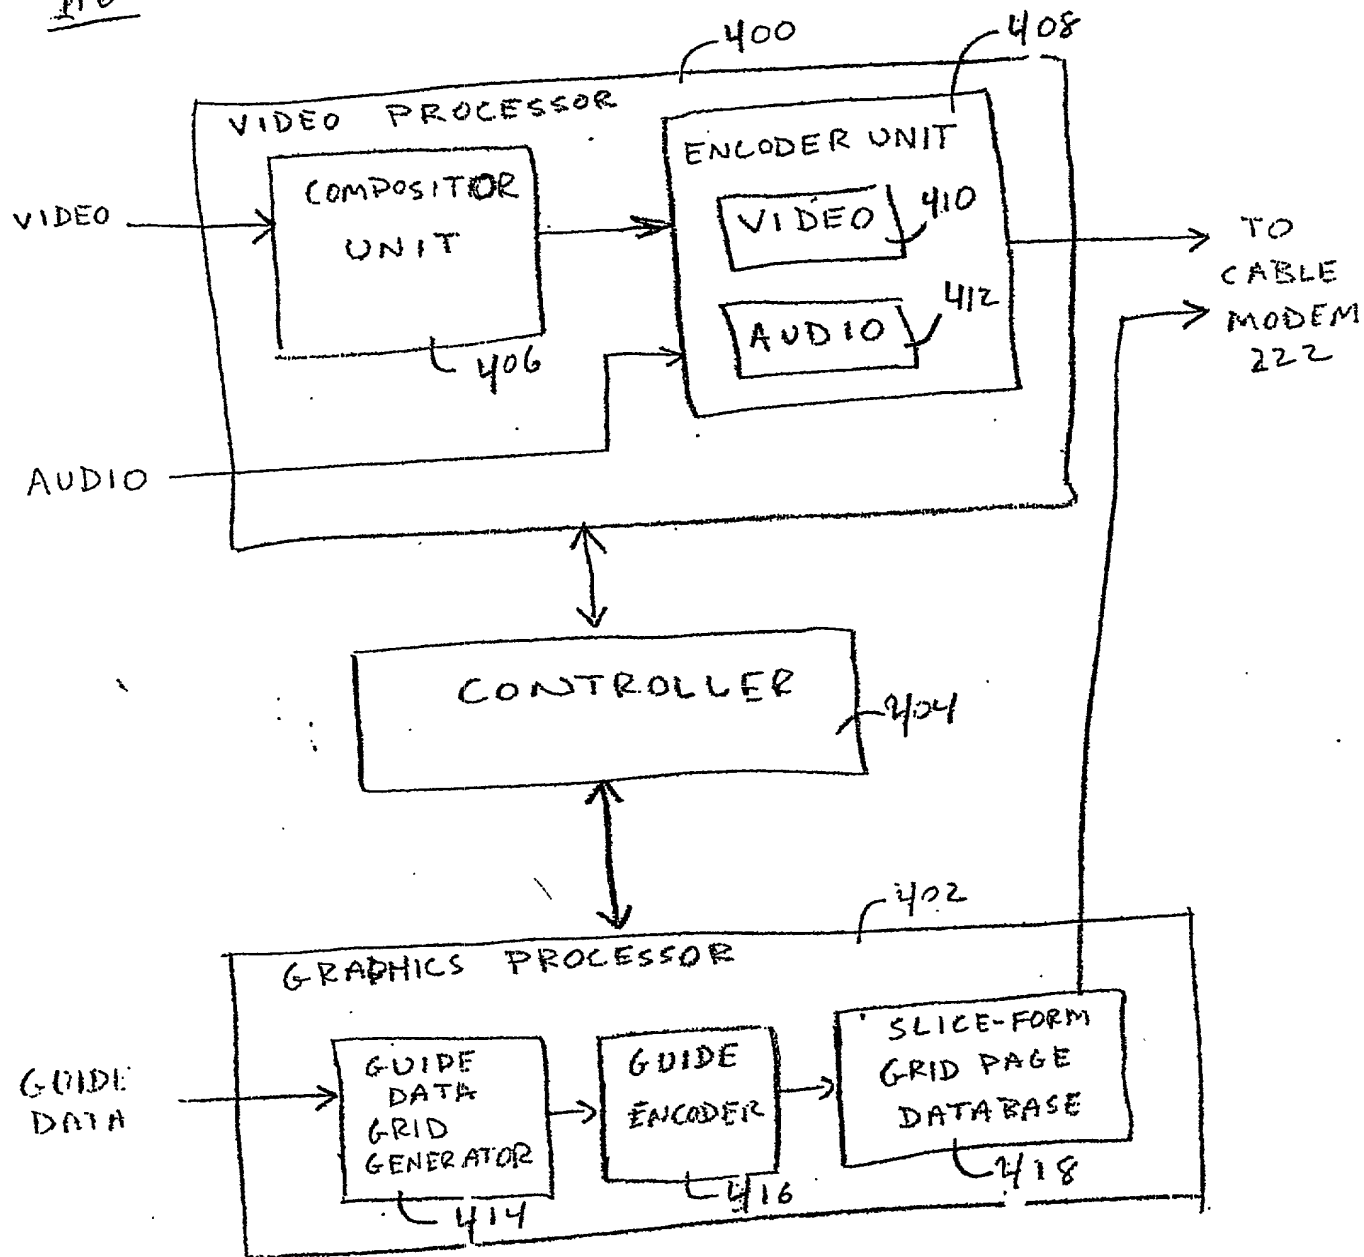 400
408
VIDEO PROCESSOR
ENCODER UNIT
COMPOSITOR
UNIT
VIDEO
VIDEO
410
TO
CABLE
MODEM
222
412
AUDIO
406
AUDIO
CONTROLLER
404
402
GRAPHICS PROCESSOR
GUIDE
DATA
GUIDE
DATA
GRID
GENERATOR
414
GUIDE
ENCODER
416
SLICE-FORM
GRID PAGE
DATABASE
418